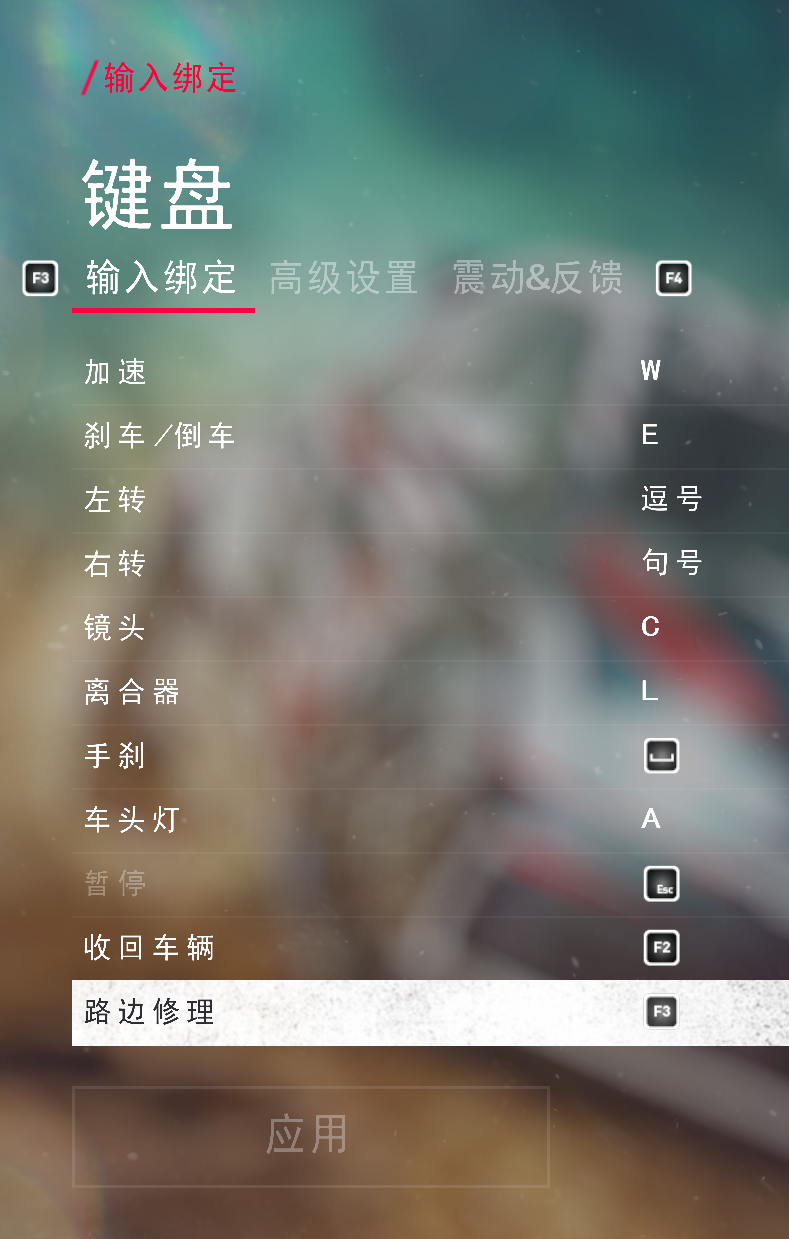 /输入绑定
键盘
F3 输入绑定 高级设置 震动&反馈 F4
加速 W
刹车/倒车 E
左转 逗号
右转 句号
镜头 C
离合器 L
手刹
车头灯 A
暂停 Esc
收回车辆 F2
路边修理 F3
应用